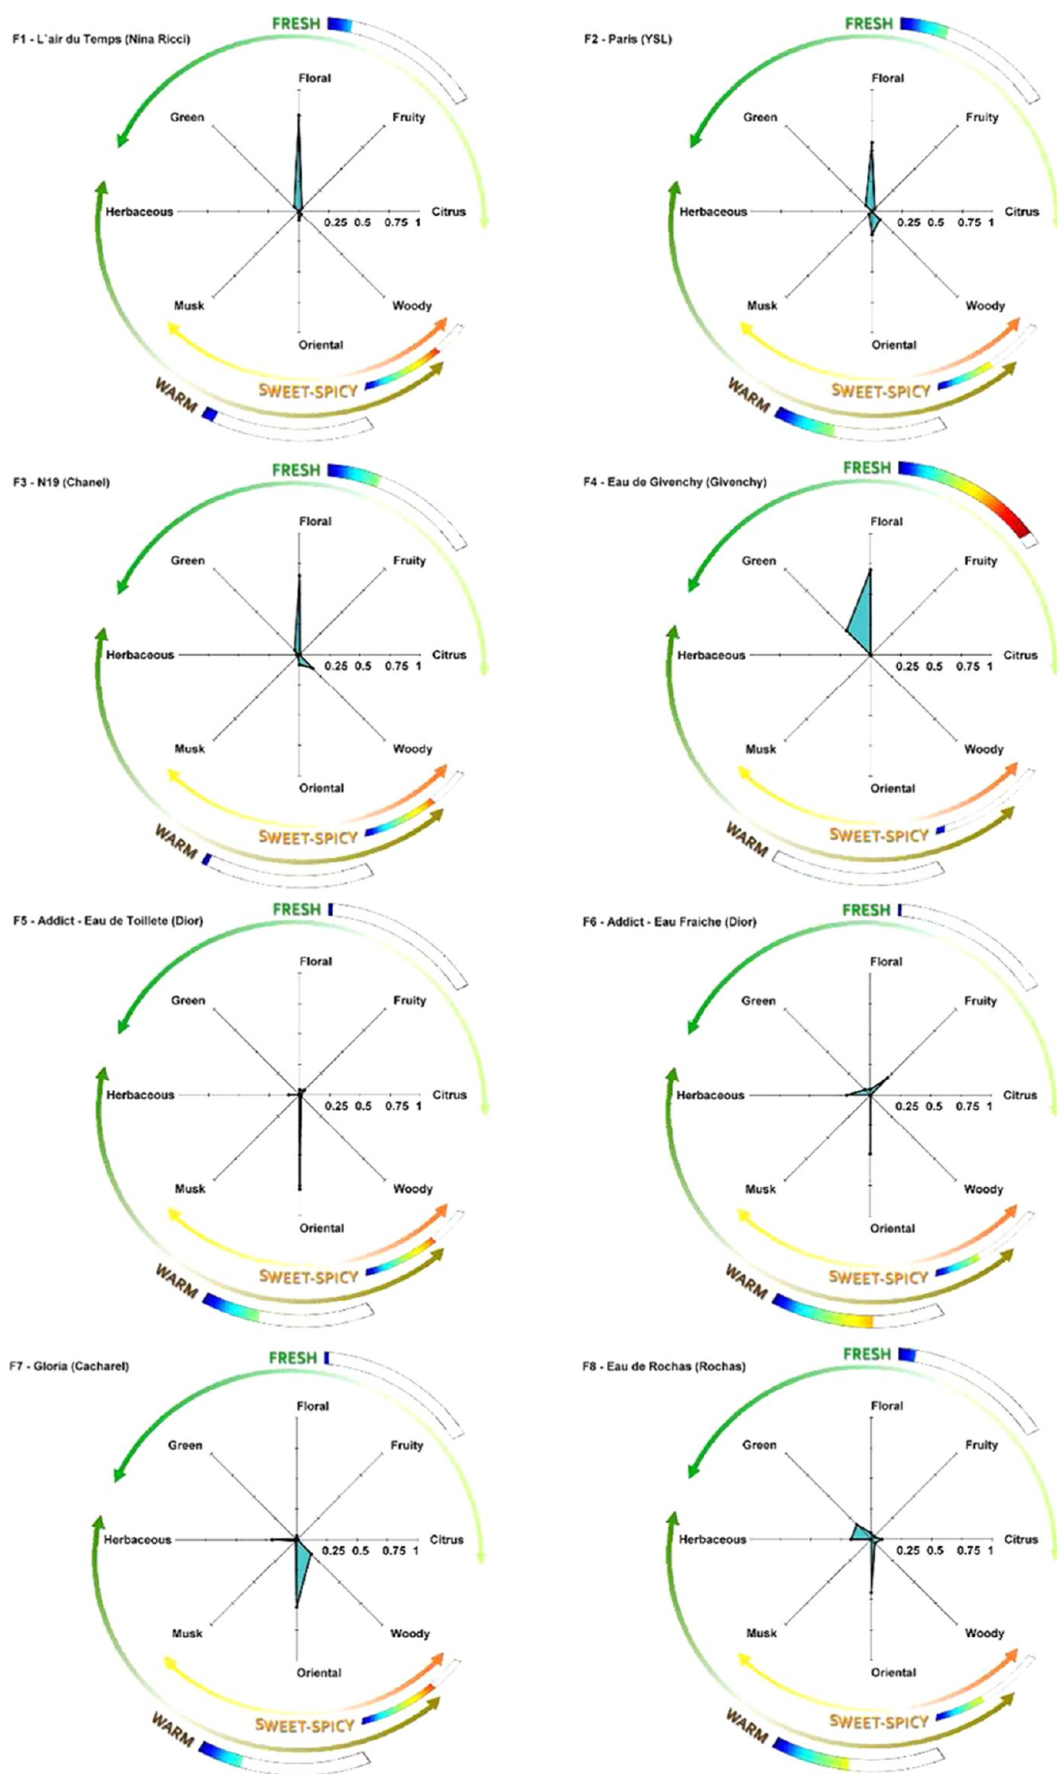 F1 - L`air du Temps (Nina Ricci)
FRESH
Floral
Green
Fruity
Herbaceous
Citrus
0.25 0.5 0.75 1
Musk
Woody
Oriental
SWEET-SPICY
WARM
F2 - Paris (YSL)
FRESH
Floral
Green
Fruity
Herbaceous
Citrus
0.25 0.5 0.75 1
Musk
Woody
Oriental
SWEET-SPICY
WARM
F3 - N19 (Chanel)
FRESH
Floral
Green
Fruity
Herbaceous
Citrus
0.25 0.5 0.75 1
Musk
Woody
Oriental
SWEET-SPICY
WARM
F4 - Eau de Givenchy (Givenchy)
FRESH
Floral
Green
Fruity
Herbaceous
Citrus
0.25 0.5 0.75 1
Musk
Woody
Oriental
SWEET-SPICY
WARM
F5 - Addict - Eau de Toillete (Dior)
FRESH
Floral
Green
Fruity
Herbaceous
Citrus
0.25 0.5 0.75 1
Musk
Woody
Oriental
SWEET-SPICY
WARM
F6 - Addict - Eau Fraiche (Dior)
FRESH
Floral
Green
Fruity
Herbaceous
Citrus
0.25 0.5 0.75 1
Musk
Woody
Oriental
SWEET-SPICY
WARM
F7 - Gloria (Cacharel)
FRESH
Floral
Green
Fruity
Herbaceous
Citrus
0.25 0.5 0.75 1
Musk
Woody
Oriental
SWEET-SPICY
WARM
F8 - Eau de Rochas (Rochas)
FRESH
Floral
Green
Fruity
Herbaceous
Citrus
0.25 0.5 0.75 1
Musk
Woody
Oriental
SWEET-SPICY
WARM